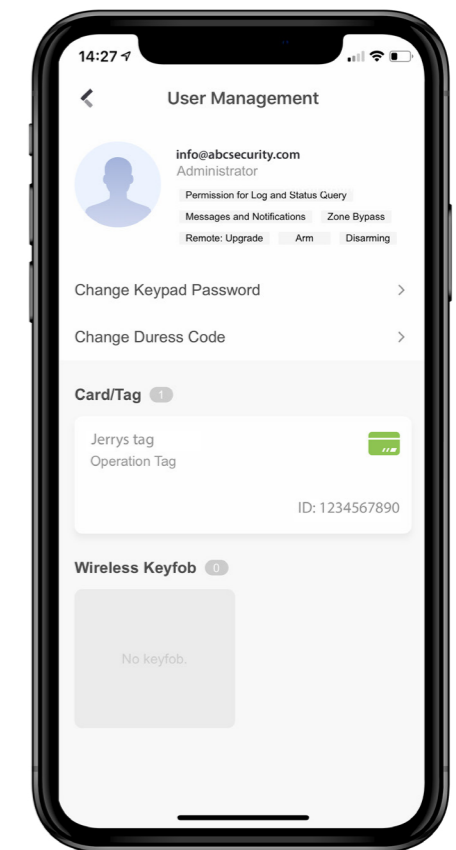 14:27
User Management
info@abcsecurity.com
Administrator
Permission for Log and Status Query
Messages and Notifications Zone Bypass
Remote: Upgrade Arm Disarming
Change Keypad Password
Change Duress Code
Card/Tag 1
Jerrys tag
Operation Tag
ID: 1234567890
Wireless Keyfob 0
No keyfob.